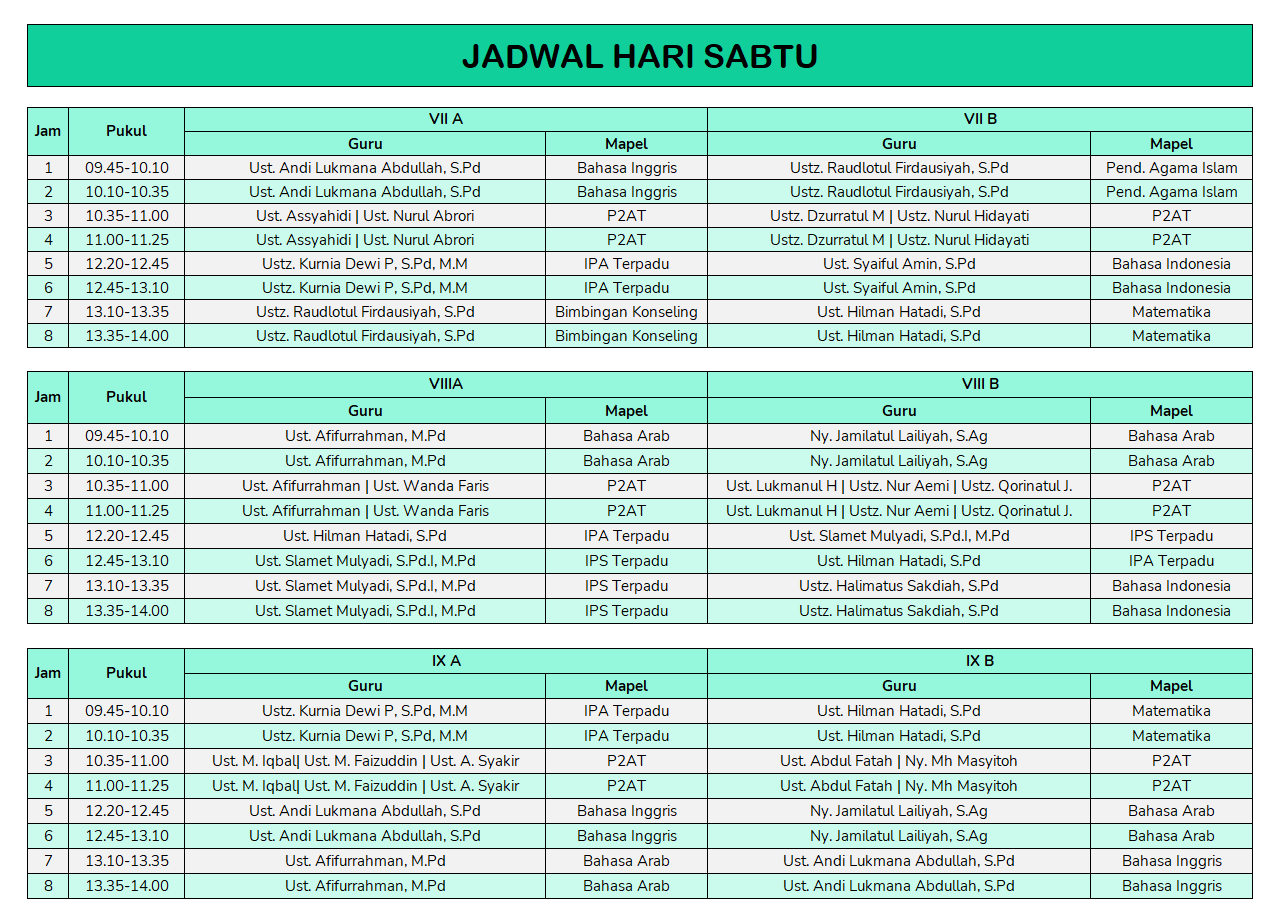 JADWAL HARI SABTU
Jam Pukul VII A VII B
Guru Mapel Guru Mapel
1 09.45-10.10 Ust. Andi Lukmana Abdullah, S.Pd Bahasa Inggris Ustz. Raudlotul Firdausiyah, S.Pd Pend. Agama Islam
2 10.10-10.35 Ust. Andi Lukmana Abdullah, S.Pd Bahasa Inggris Ustz. Raudlotul Firdausiyah, S.Pd Pend. Agama Islam
3 10.35-11.00 Ust. Assyahidi | Ust. Nurul Abrori P2AT Ustz. Dzurratul M | Ustz. Nurul Hidayati P2AT
4 11.00-11.25 Ust. Assyahidi | Ust. Nurul Abrori P2AT Ustz. Dzurratul M | Ustz. Nurul Hidayati P2AT
5 12.20-12.45 Ustz. Kurnia Dewi P, S.Pd, M.M IPA Terpadu Ust. Syaiful Amin, S.Pd Bahasa Indonesia
6 12.45-13.10 Ustz. Kurnia Dewi P, S.Pd, M.M IPA Terpadu Ust. Syaiful Amin, S.Pd Bahasa Indonesia
7 13.10-13.35 Ustz. Raudlotul Firdausiyah, S.Pd Bimbingan Konseling Ust. Hilman Hatadi, S.Pd Matematika
8 13.35-14.00 Ustz. Raudlotul Firdausiyah, S.Pd Bimbingan Konseling Ust. Hilman Hatadi, S.Pd Matematika
Jam Pukul VIIIA VIII B
Guru Mapel Guru Mapel
1 09.45-10.10 Ust. Afifurrahman, M.Pd Bahasa Arab Ny. Jamilatul Lailiyah, S.Ag Bahasa Arab
2 10.10-10.35 Ust. Afifurrahman, M.Pd Bahasa Arab Ny. Jamilatul Lailiyah, S.Ag Bahasa Arab
3 10.35-11.00 Ust. Afifurrahman | Ust. Wanda Faris P2AT Ust. Lukmanul H | Ustz. Nur Aemi | Ustz. Qorinatul J. P2AT
4 11.00-11.25 Ust. Afifurrahman | Ust. Wanda Faris P2AT Ust. Lukmanul H | Ustz. Nur Aemi | Ustz. Qorinatul J. P2AT
5 12.20-12.45 Ust. Hilman Hatadi, S.Pd IPA Terpadu Ust. Slamet Mulyadi, S.Pd.I, M.Pd IPS Terpadu
6 12.45-13.10 Ust. Slamet Mulyadi, S.Pd.I, M.Pd IPS Terpadu Ust. Hilman Hatadi, S.Pd IPA Terpadu
7 13.10-13.35 Ust. Slamet Mulyadi, S.Pd.I, M.Pd IPS Terpadu Ustz. Halimatus Sakdiah, S.Pd Bahasa Indonesia
8 13.35-14.00 Ust. Slamet Mulyadi, S.Pd.I, M.Pd IPS Terpadu Ustz. Halimatus Sakdiah, S.Pd Bahasa Indonesia
Jam Pukul IX A IX B
Guru Mapel Guru Mapel
1 09.45-10.10 Ustz. Kurnia Dewi P, S.Pd, M.M IPA Terpadu Ust. Hilman Hatadi, S.Pd Matematika
2 10.10-10.35 Ustz. Kurnia Dewi P, S.Pd, M.M IPA Terpadu Ust. Hilman Hatadi, S.Pd Matematika
3 10.35-11.00 Ust. M. Iqbal| Ust. M. Faizuddin | Ust. A. Syakir P2AT Ust. Abdul Fatah | Ny. Mh Masyitoh P2AT
4 11.00-11.25 Ust. M. Iqbal| Ust. M. Faizuddin | Ust. A. Syakir P2AT Ust. Abdul Fatah | Ny. Mh Masyitoh P2AT
5 12.20-12.45 Ust. Andi Lukmana Abdullah, S.Pd Bahasa Inggris Ny. Jamilatul Lailiyah, S.Ag Bahasa Arab
6 12.45-13.10 Ust. Andi Lukmana Abdullah, S.Pd Bahasa Inggris Ny. Jamilatul Lailiyah, S.Ag Bahasa Arab
7 13.10-13.35 Ust. Afifurrahman, M.Pd Bahasa Arab Ust. Andi Lukmana Abdullah, S.Pd Bahasa Inggris
8 13.35-14.00 Ust. Afifurrahman, M.Pd Bahasa Arab Ust. Andi Lukmana Abdullah, S.Pd Bahasa Inggris